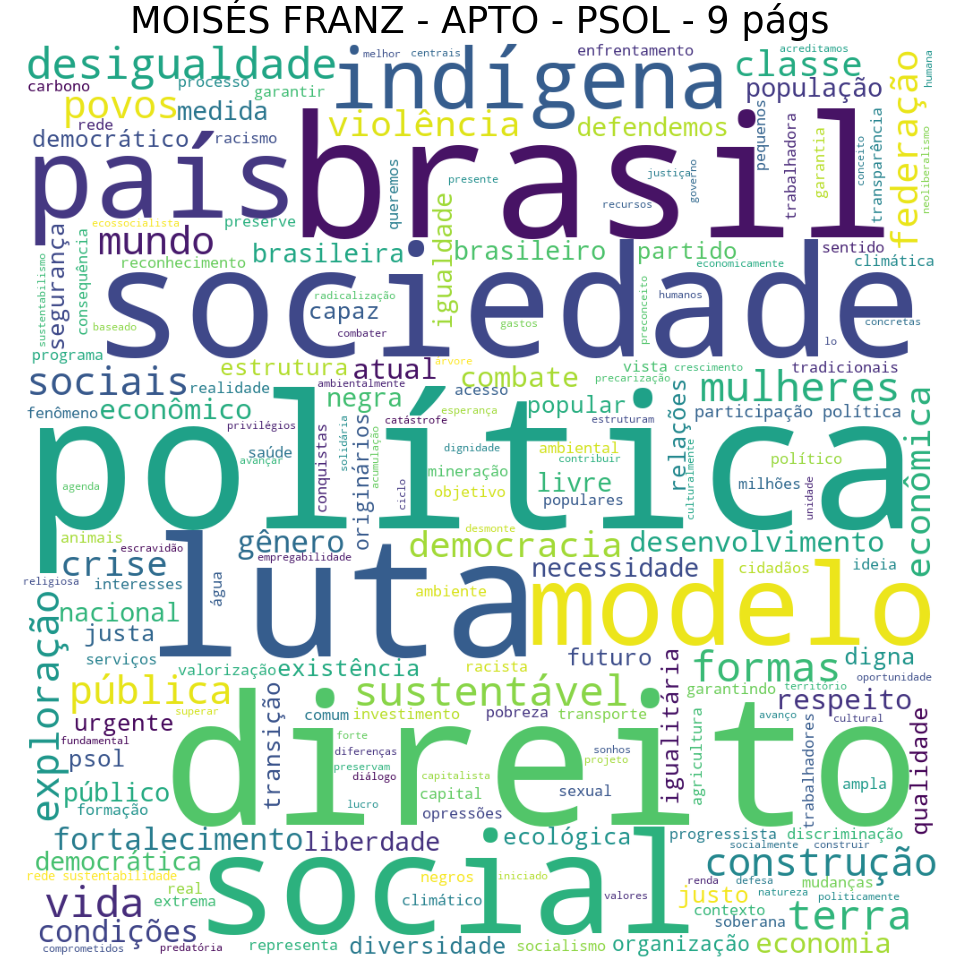 MOISÉS FRANZ - APTO - PSOL - 9 págs
desigualdade
indígena
melhor
centrais
enfrentamento
classe
acreditamos
humana
carbono
processo
garantir
população
federação
povos
medida
rede
violência
defendemos
democrático
racismo
país
brasil
queremos
presente
recursos
justiça
governo
pequenos
trabalhadora
garantia
conceito
transparência
neoliberalismo
ecossocialista
preserve
mundo
brasileira
igualdade
brasileiro
partido
sentido
climática
segurança
consequência
sustentabilismo
reconhecimento
economicamente
sociedade
radicalização
humanos
capaz
gastos
preconceito
concretas
baseado
combater
lo
programa
estrutura
atual
árvore
combate
vista
crescimento
tradicionais
sociais
realidade
ambientalmente
negra
acesso
precarização
mulheres
fenômeno
econômico
privilégios
catástrofe
esperança
popular
estruturam
relações
participação política
econômica
política
saúde
avançar
conquistas
solidária
originários
acumulação
dignidade
ambiental
contribuir
político
agenda
mineração
livre
culturalmente
milhões
unidade
ciclo
objetivo
populares
animais
desmonte
escravidão
gênero
democracia
desenvolvimento
crise
empregabilidade
necessidade
cidadãos
ideia
religiosa
interesses
água
luta
ambiente
modelo
exploração
nacional
justa
serviços
valorização
existência
racista
futuro
igualitária
formas
digna
oportunidade
pública
sustentável
garantindo
território
respeito
superar
urgente
transição
comum
investimento
pobreza
transporte
avanço
cultural
fundamental
forte
direito
psol
diferenças
sonhos
projeto
agricultura
trabalhadores
qualidade
preservam
diálogo
capitalista
ampla
público
lucro
capital
sexual
formação
opressões
fortalecimento
liberdade
ecológica
progressista
discriminação
socialmente
construir
democrática
social
construção
rede sustentabilidade
negros
iniciado
renda
defesa
mudanças
real
extrema
climático
valores
justo
natureza
politicamente
vida
contexto
terra
condições
soberana
comprometidos
predatória
representa
diversidade
socialismo
organização
economia